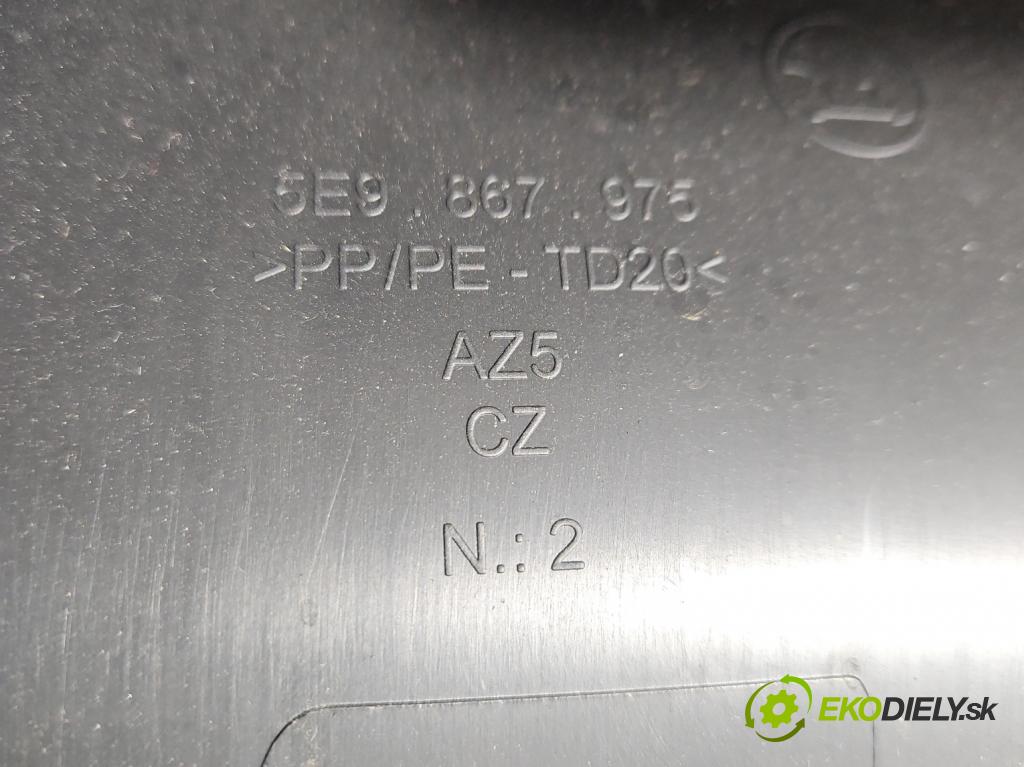 5E9 . 867 . 975
>PP/PE - TD20<
AZ5
CZ
N.: 2
EKODIELY.sk